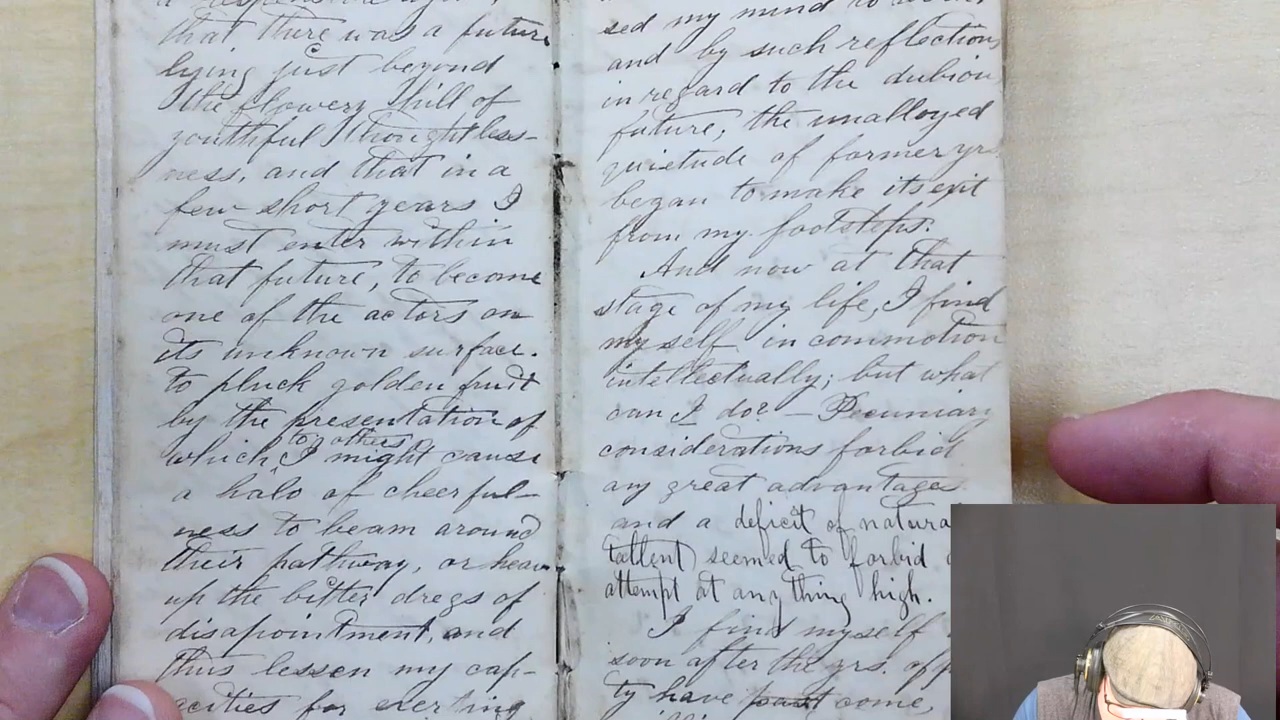 that there was a future
lying just beyond
the flowery hill of
youthful thoughtless-
ness, and that in a
few short years I
must enter within
that future, to become
one of the actors on
its unknown surface.
to pluck golden fruit
by the presentation of
to others
which, I might cause
a halo of cheerful-
ness to beam around
their pathway, or heav
up the bitter dregs of
disapointment, and
thus lessen my cap-
acities for exerting
sed my mind to
and by such reflections
in regard to the dubiou
future, the unalloyed
quietude of former yr
began to make its exit
from my footsteps.
And now at that
stage of my life, I find
my self in commotion
intellectually; but what
can I do? — Pecuniary
considerations forbid
any great advantages
and a deficit of natura
tallent seemed to forbid
attempt at any thing high.
I find myself
soon after the yrs. of
ty have past come,